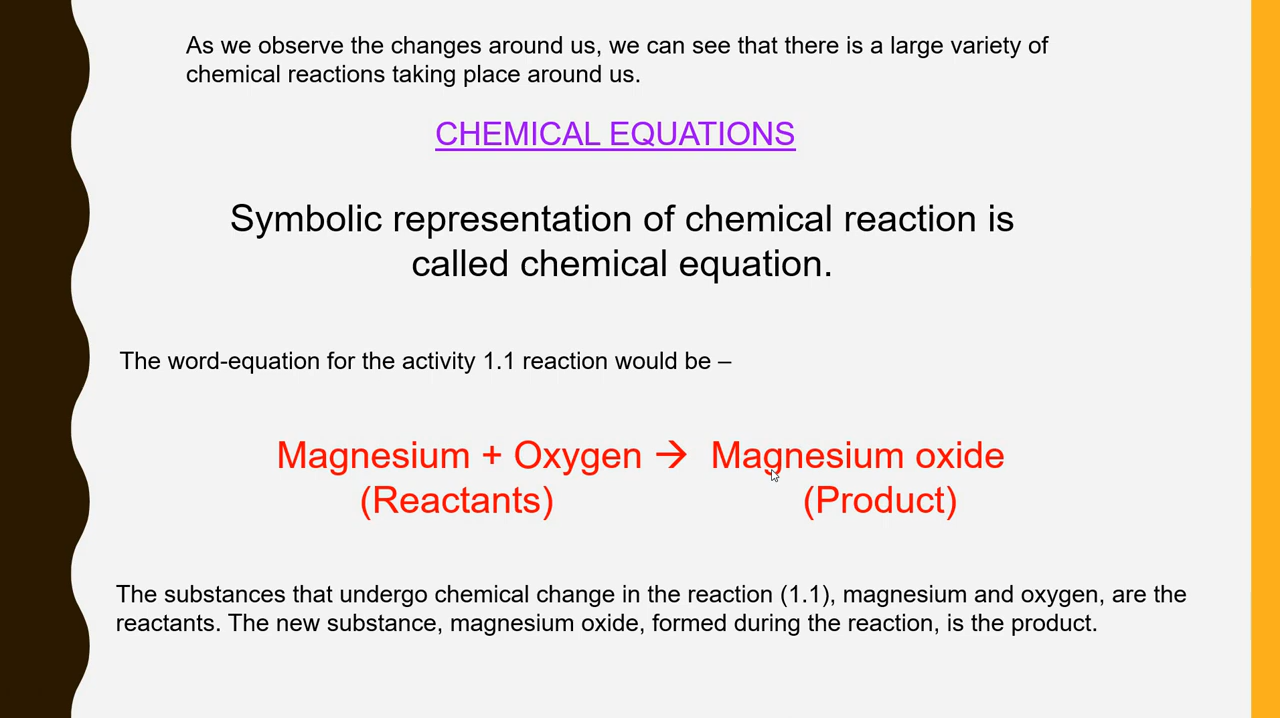 As we observe the changes around us, we can see that there is a large variety of
chemical reactions taking place around us.
CHEMICAL EQUATIONS
Symbolic representation of chemical reaction is
called chemical equation.
The word-equation for the activity 1.1 reaction would be –
Magnesium + Oxygen → Magnesium oxide
(Reactants) (Product)
The substances that undergo chemical change in the reaction (1.1), magnesium and oxygen, are the
reactants. The new substance, magnesium oxide, formed during the reaction, is the product.